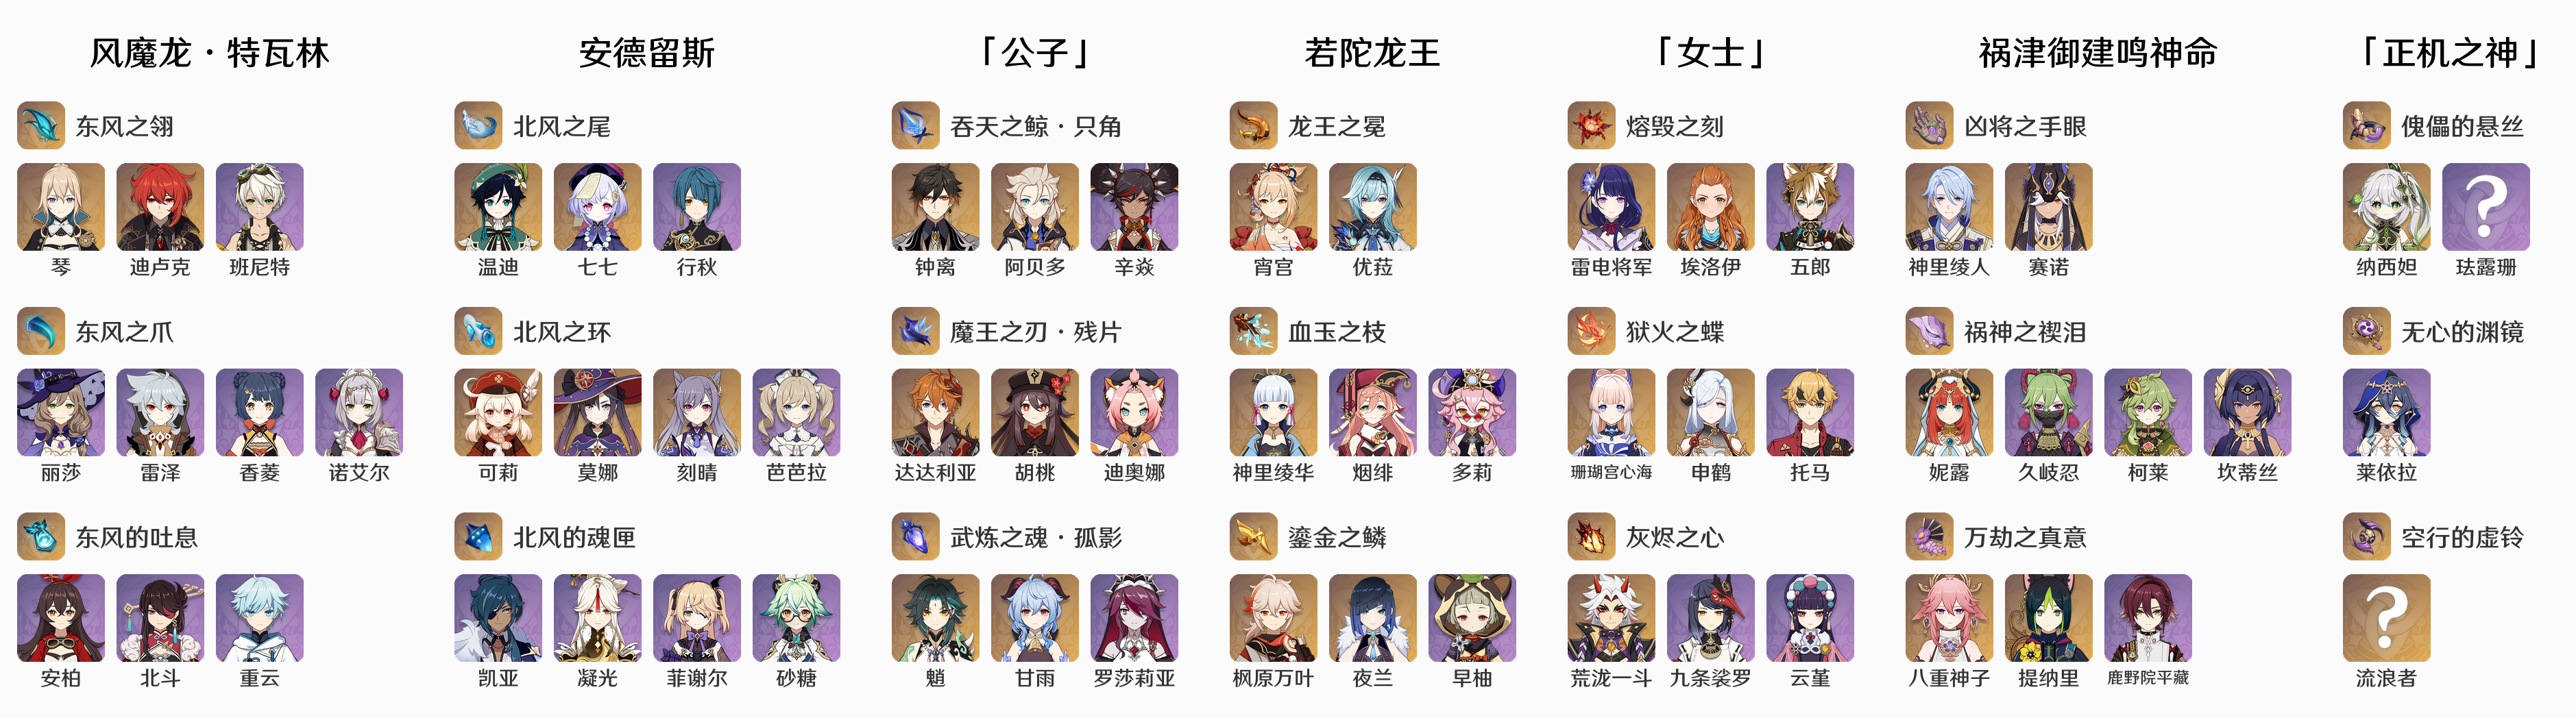 风魔龙·特瓦林
东风之翎
琴 迪卢克 班尼特
东风之爪
丽莎 雷泽 香菱 诺艾尔
东风的吐息
安柏 北斗 重云
安德留斯
北风之尾
温迪 七七 行秋
北风之环
可莉 莫娜 刻晴 芭芭拉
北风的魂匣
凯亚 凝光 菲谢尔 砂糖
「公子」
吞天之鲸·只角
钟离 阿贝多 辛焱
魔王之刃·残片
达达利亚 胡桃 迪奥娜
武炼之魂·孤影
魈 甘雨 罗莎莉亚
若陀龙王
龙王之冕
宵宫 优菈
血玉之枝
神里绫华 烟绯 多莉
鎏金之鳞
枫原万叶 夜兰 早柚
「女士」
熔毁之刻
雷电将军 埃洛伊 五郎
狱火之蝶
珊瑚宫心海 申鹤 托马
灰烬之心
荒泷一斗 九条裟罗 云堇
祸津御建鸣神命
凶将之手眼
神里绫人 赛诺
祸神之禊泪
妮露 久岐忍 柯莱 坎蒂丝
万劫之真意
八重神子 提纳里 鹿野院平藏
「正机之神」
傀儡的悬丝
纳西妲 珐露珊
无心的渊镜
莱依拉
空行的虚铃
流浪者